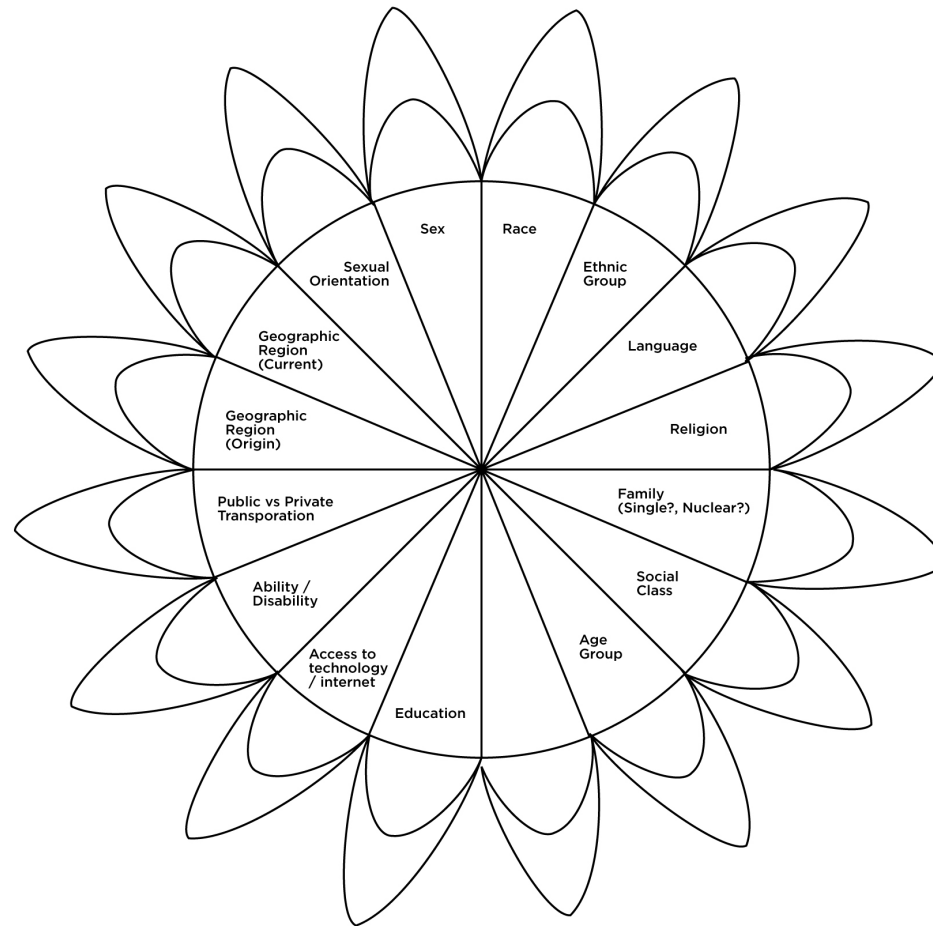 Sex
Race
Sexual
Orientation
Ethnic
Group
Geographic
Region
(Current)
Language
Geographic
Region
(Origin)
Religion
Public vs Private
Transporation
Family
(Single?, Nuclear?)
Ability /
Disability
Social
Class
Access to
technology
/ internet
Age
Group
Education